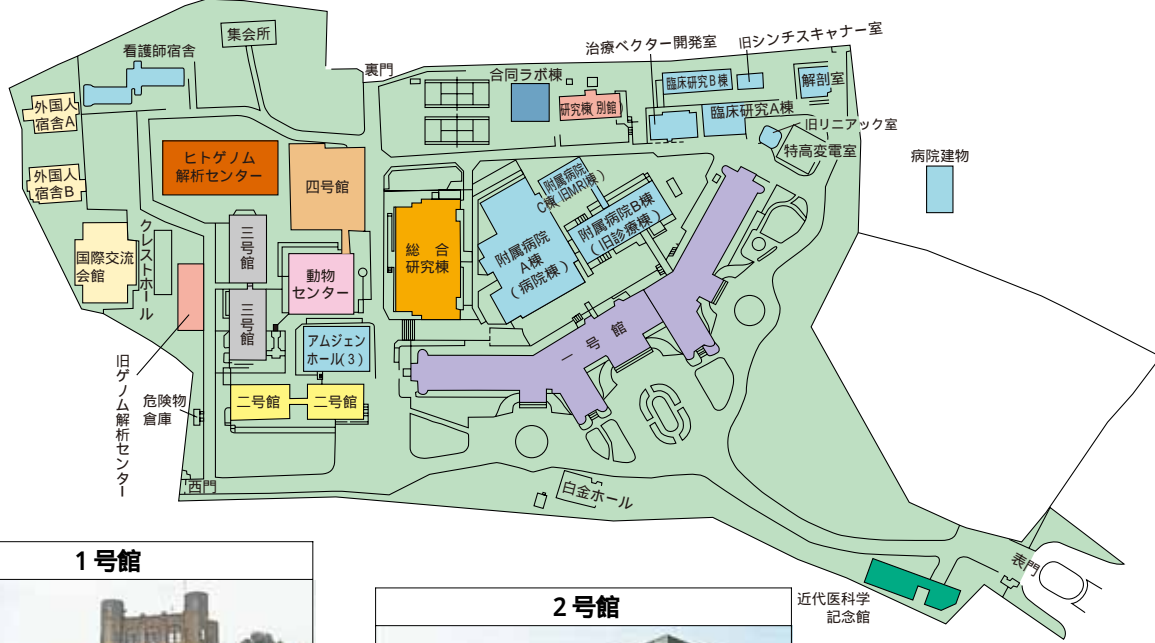 集会所
看護師宿舎
裏門
治療ベクター開発室
旧シンチスキャナー室
合同ラボ棟
臨床研究B棟
解剖室
外国人
宿舎A
研究棟(別館)
臨床研究A棟
旧リニアック室
特高変電室
病院建物
ヒトゲノム
解析センター
四号館
外国人
宿舎B
附属病院
C棟(旧MRI棟)
附属病院B棟
(旧診療棟)
附属病院
A棟
(病院棟)
総合
研究棟
国際交流
会館
クレストホール
三号館
動物
センター
三号館
アムジェン
ホール(3)
一号館
旧ゲノム解析センター
危険物
倉庫
二号館
二号館
西門
白金ホール
表門
近代医科学
記念館
1号館
2号館